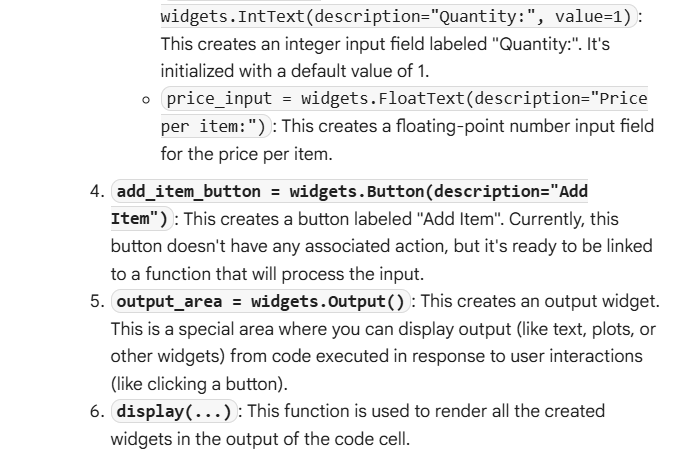 widgets.IntText(description="Quantity:", value=1):
This creates an integer input field labeled "Quantity:". It's
initialized with a default value of 1.
price_input = widgets.FloatText(description="Price
per item:"): This creates a floating-point number input field
for the price per item.
4. add_item_button = widgets.Button(description="Add
Item"): This creates a button labeled "Add Item". Currently, this
button doesn't have any associated action, but it's ready to be linked
to a function that will process the input.
5. output_area = widgets.Output(): This creates an output widget.
This is a special area where you can display output (like text, plots, or
other widgets) from code executed in response to user interactions
(like clicking a button).
6. display(...): This function is used to render all the created
widgets in the output of the code cell.